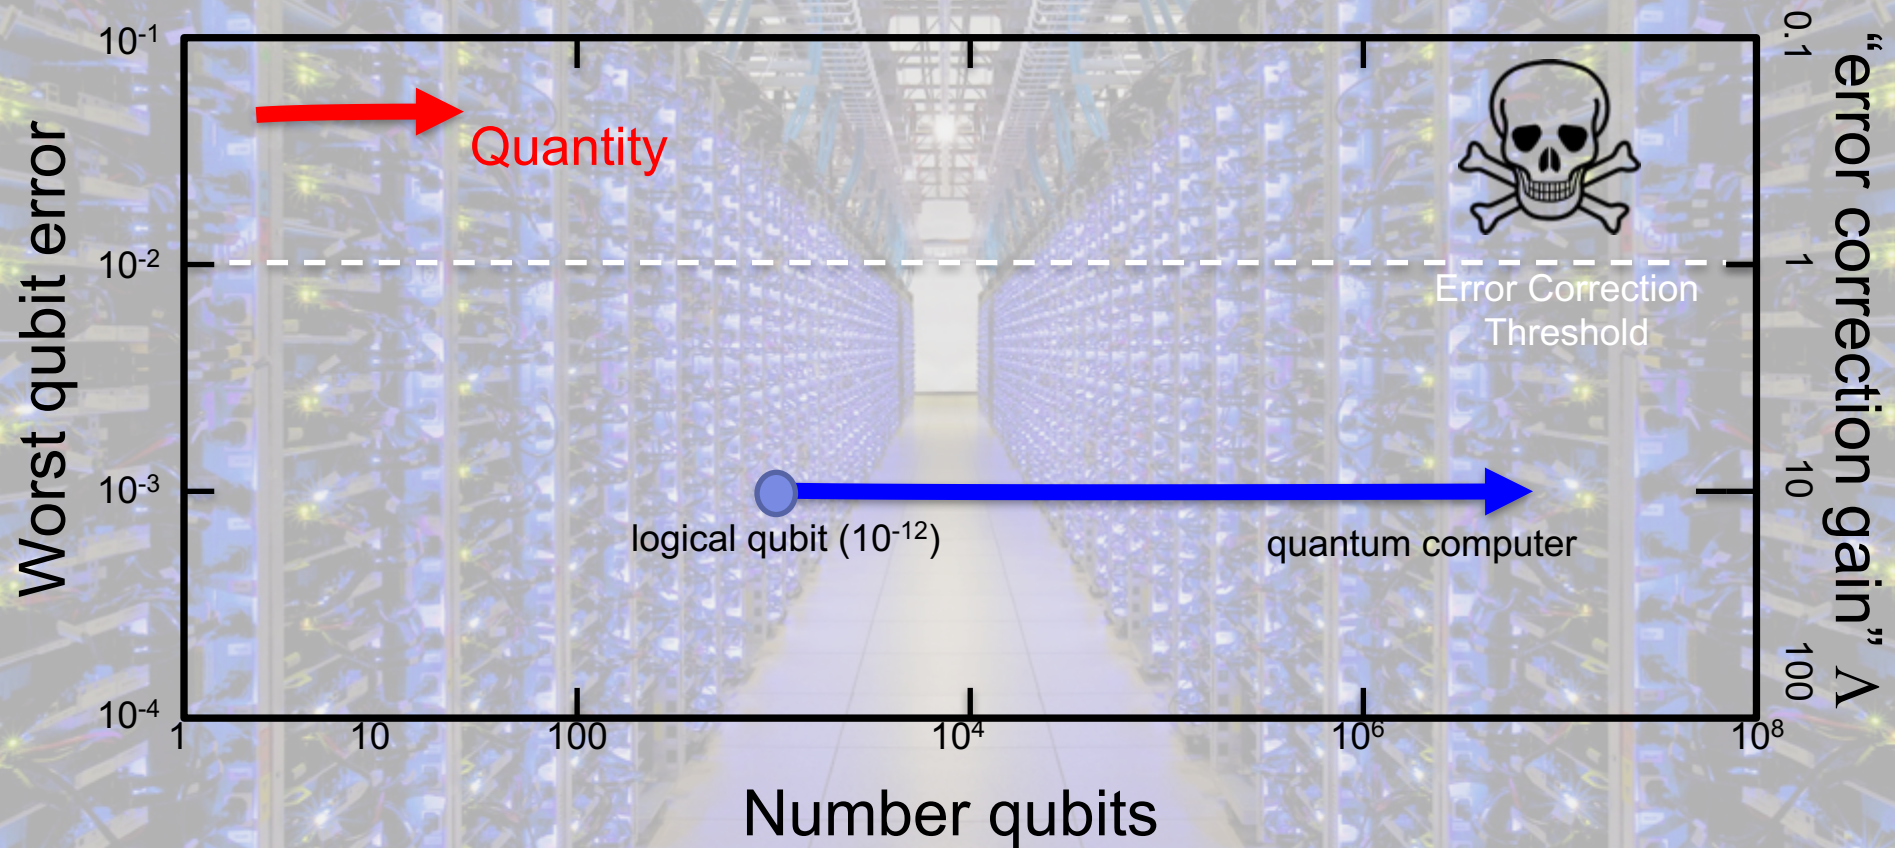 10⁻¹
10⁻²
10⁻³
10⁻⁴
Worst qubit error
Quantity
Error Correction
Threshold
logical qubit (10⁻¹²)
quantum computer
1
10
100
10⁴
10⁶
10⁸
Number qubits
0.1
1
10
100
“error correction gain” Λ